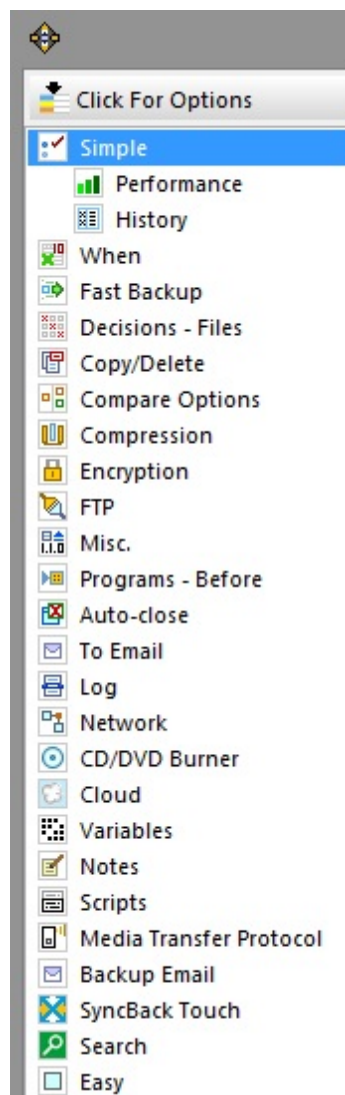 Click For Options
Simple
Performance
History
When
Fast Backup
Decisions - Files
Copy/Delete
Compare Options
Compression
Encryption
FTP
Misc.
Programs - Before
Auto-close
To Email
Log
Network
CD/DVD Burner
Cloud
Variables
Notes
Scripts
Media Transfer Protocol
Backup Email
SyncBack Touch
Search
Easy